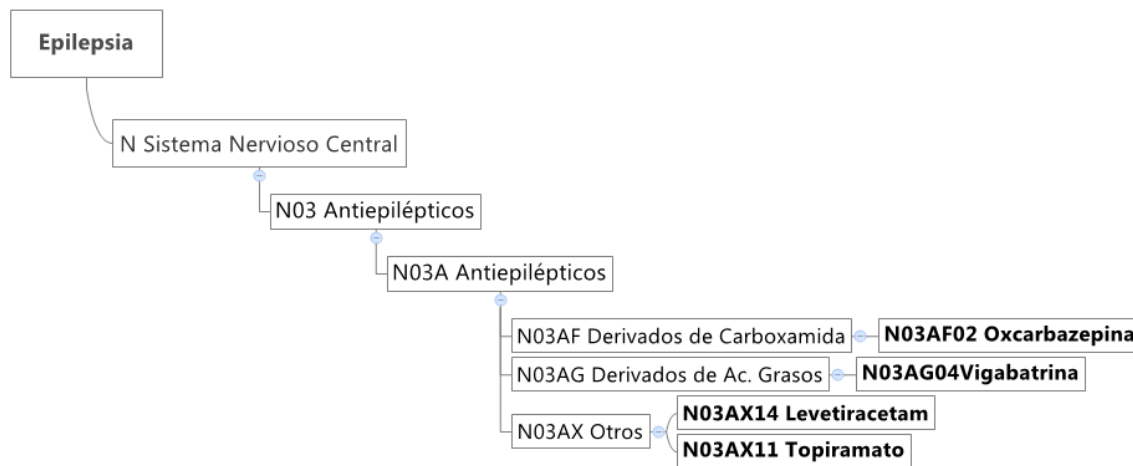 Epilepsia
N Sistema Nervioso Central
N03 Antiepilépticos
N03A Antiepilépticos
N03AF Derivados de Carboxamida
N03AF02 Oxcarbazepina
N03AG Derivados de Ac. Grasos
N03AG04Vigabatrina
N03AX Otros
N03AX14 Levetiracetam
N03AX11 Topiramato